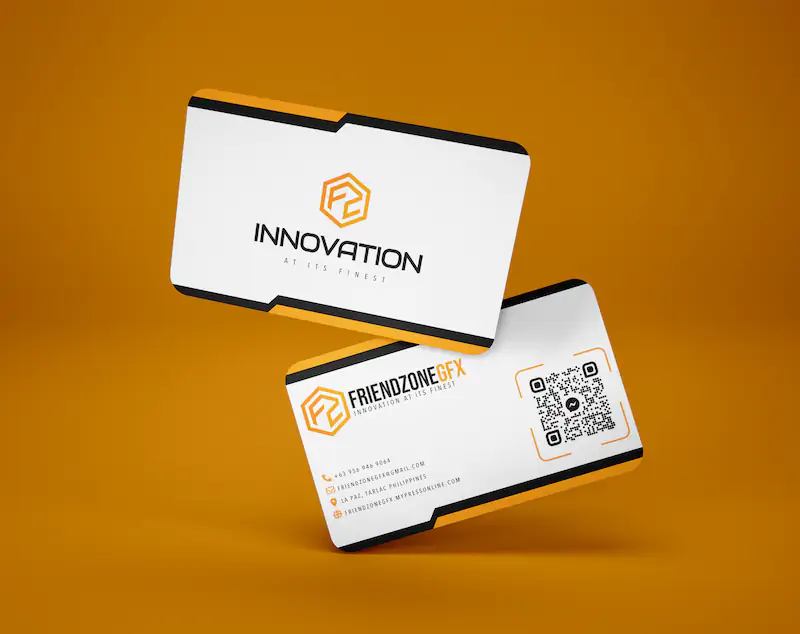 FZ
INNOVATION
AT ITS FINEST
FZ
FRIENDZONEGFX
INNOVATION AT ITS FINEST
+63 956 946 9064
FRIENDZONEGFX@GMAIL.COM
LA PAZ, TARLAC PHILIPPINES
FRIENDZONEGFX.MYPRESSONLINE.COM